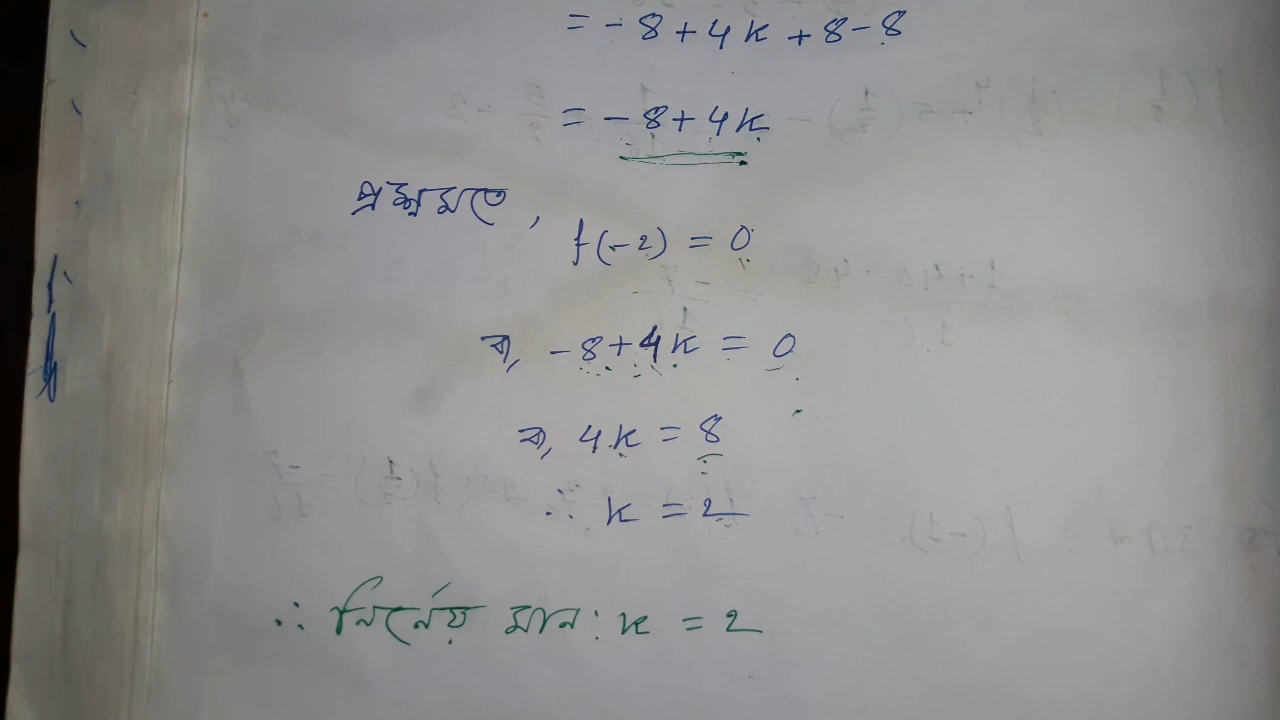 = -8+4k +8-8
= -8+4k
প্রশ্নমতে,
f(-2) = 0
বা, -8+4k = 0
বা, 4k = 8
∴ k = 2
∴ নির্নেয় মান: k = 2